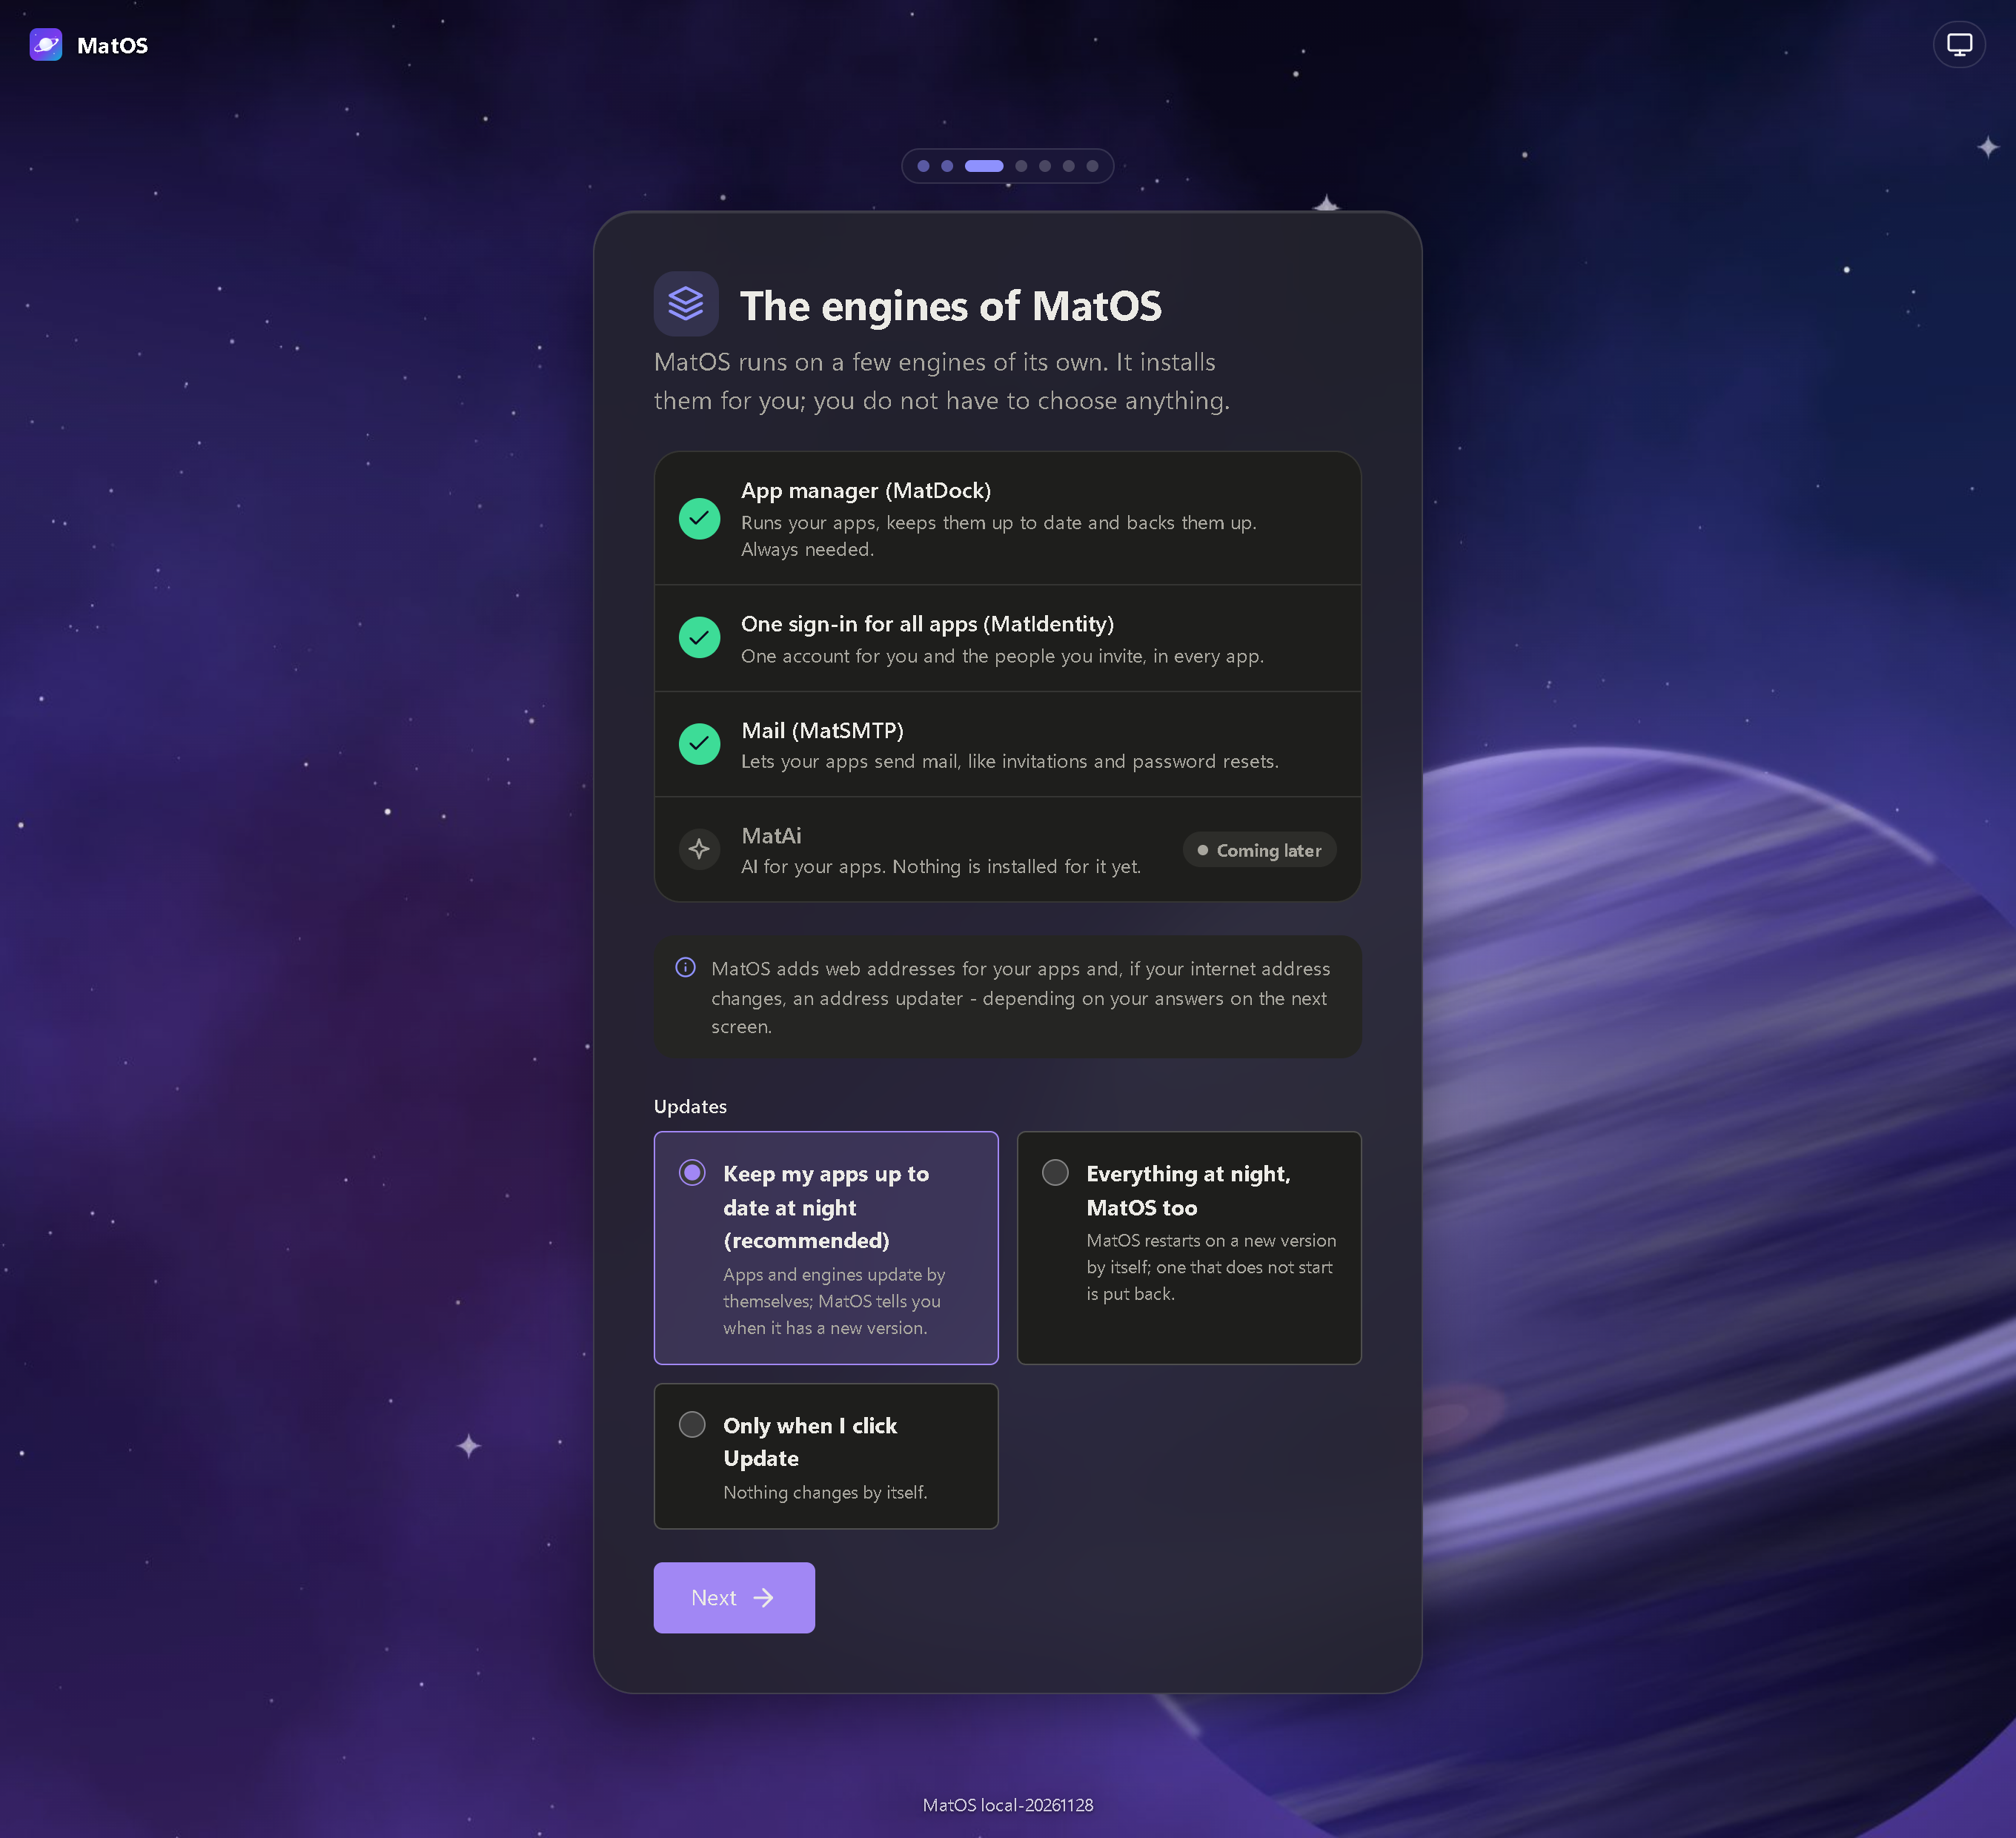 MatOS
The engines of MatOS
MatOS runs on a few engines of its own. It installs
them for you; you do not have to choose anything.
App manager (MatDock)
Runs your apps, keeps them up to date and backs them up.
Always needed.
One sign-in for all apps (MatIdentity)
One account for you and the people you invite, in every app.
Mail (MatSMTP)
Lets your apps send mail, like invitations and password resets.
MatAi
AI for your apps. Nothing is installed for it yet.
Coming later
MatOS adds web addresses for your apps and, if your internet address
changes, an address updater - depending on your answers on the next
screen.
Updates
Keep my apps up to
date at night
(recommended)
Apps and engines update by
themselves; MatOS tells you
when it has a new version.
Everything at night,
MatOS too
MatOS restarts on a new version
by itself; one that does not start
is put back.
Only when I click
Update
Nothing changes by itself.
Next
MatOS local-20261128